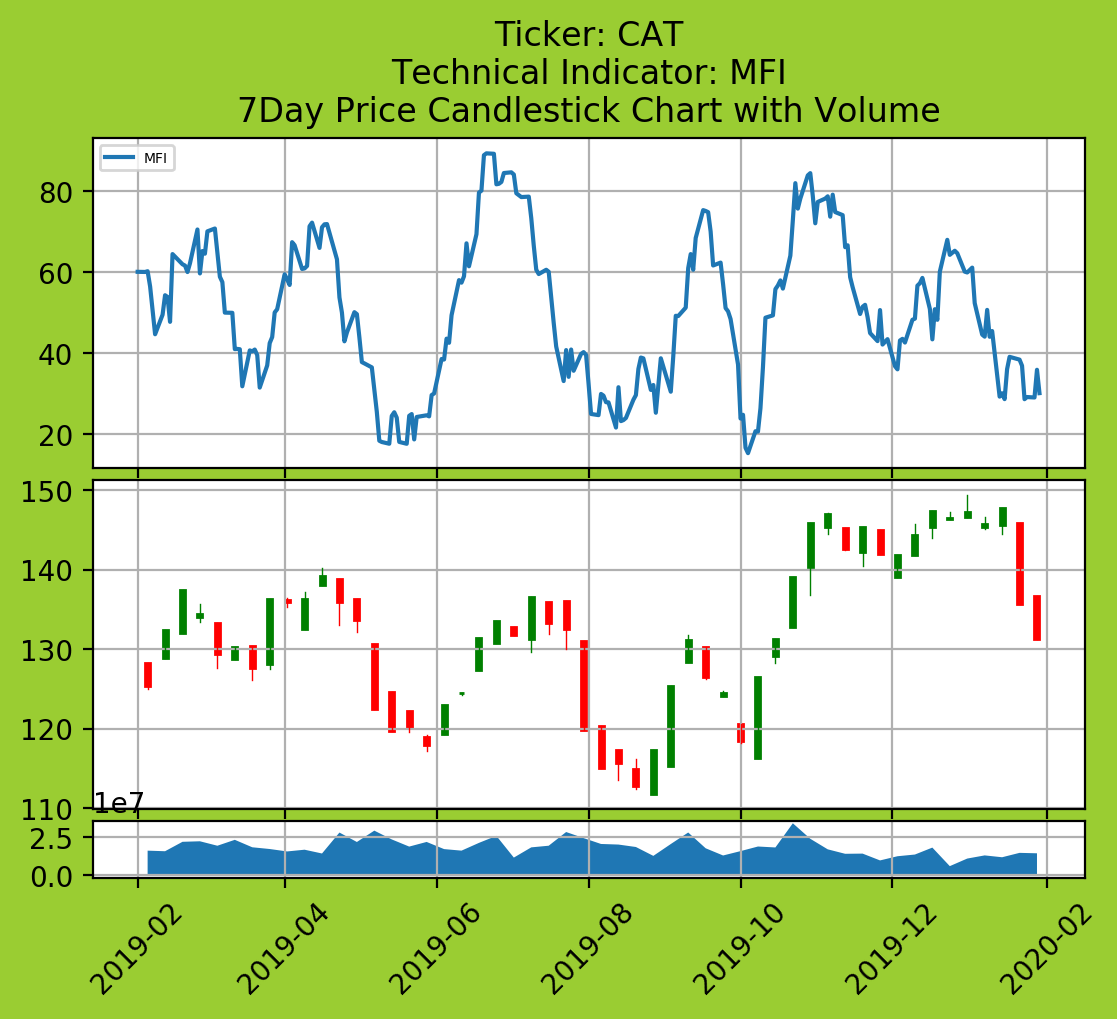 Ticker: CAT
Technical Indicator: MFI
7Day Price Candlestick Chart with Volume
MFI
80
60
40
20
150
140
130
120
110
1e7
2.5
0.0
2019-02 2019-04 2019-06 2019-08 2019-10 2019-12 2020-02